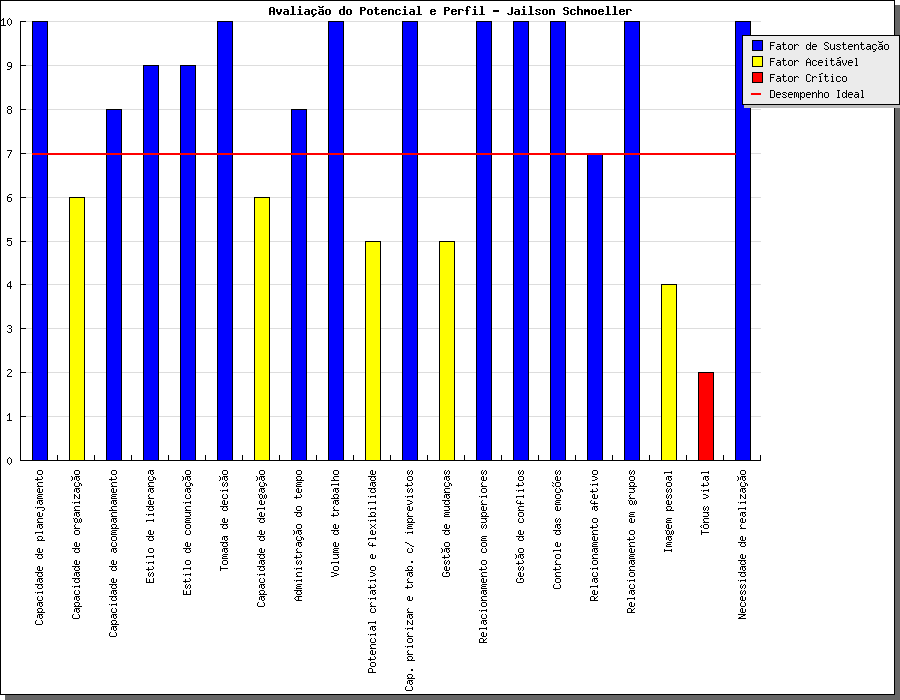 Avaliação do Potencial e Perfil - Jailson Schmoeller
10
9
8
7
6
5
4
3
2
1
0
Fator de Sustentação
Fator Aceitável
Fator Crítico
Desempenho Ideal
Capacidade de planejamento
Capacidade de organização
Capacidade de acompanhamento
Estilo de liderança
Estilo de comunicação
Tomada de decisão
Capacidade de delegação
Administração do tempo
Volume de trabalho
Potencial criativo e flexibilidade
Cap. priorizar e trab. c/ imprevistos
Gestão de mudanças
Relacionamento com superiores
Gestão de conflitos
Controle das emoções
Relacionamento afetivo
Relacionamento em grupos
Imagem pessoal
Tônus vital
Necessidade de realização